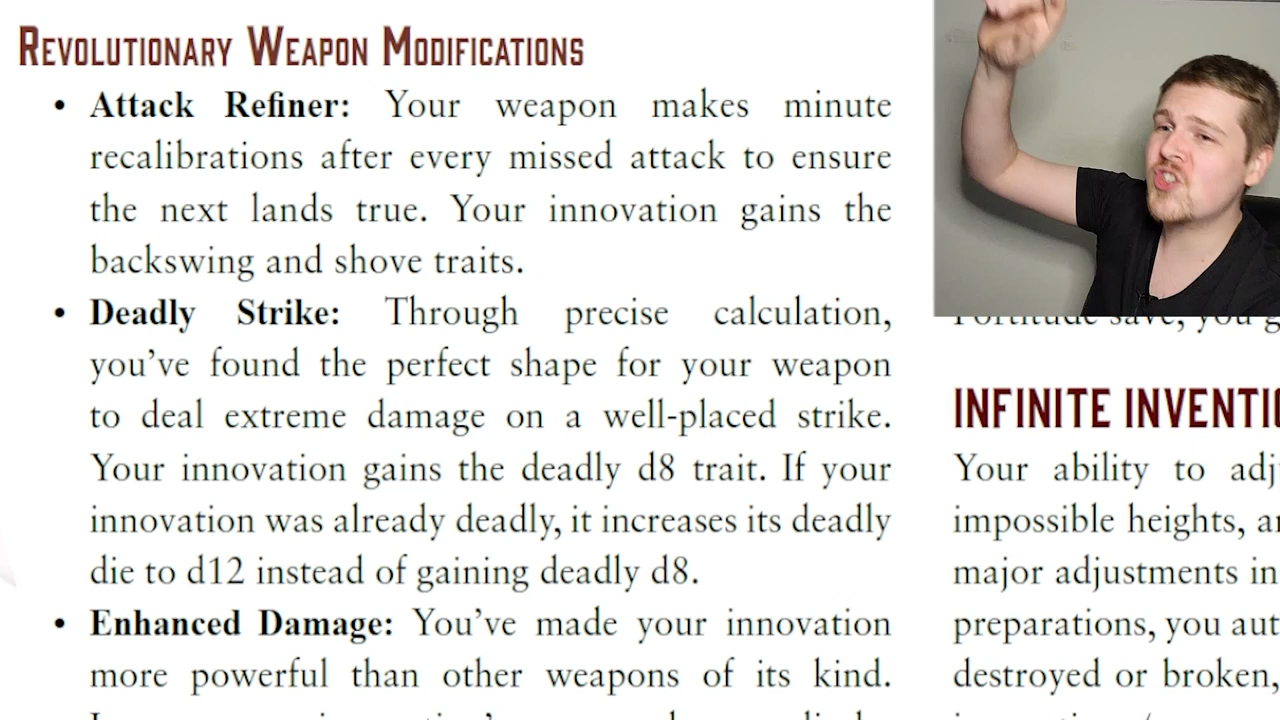 Revolutionary Weapon Modifications
• Attack Refiner: Your weapon makes minute
recalibrations after every missed attack to ensure
the next lands true. Your innovation gains the
backswing and shove traits.
• Deadly Strike: Through precise calculation,
you’ve found the perfect shape for your weapon
to deal extreme damage on a well-placed strike.
Your innovation gains the deadly d8 trait. If your
innovation was already deadly, it increases its deadly
die to d12 instead of gaining deadly d8.
• Enhanced Damage: You’ve made your innovation
more powerful than other weapons of its kind.
Fortitude save, you
INFINITE
Your ability to
impossible heights,
major adjustments in
preparations, you
destroyed or broken,